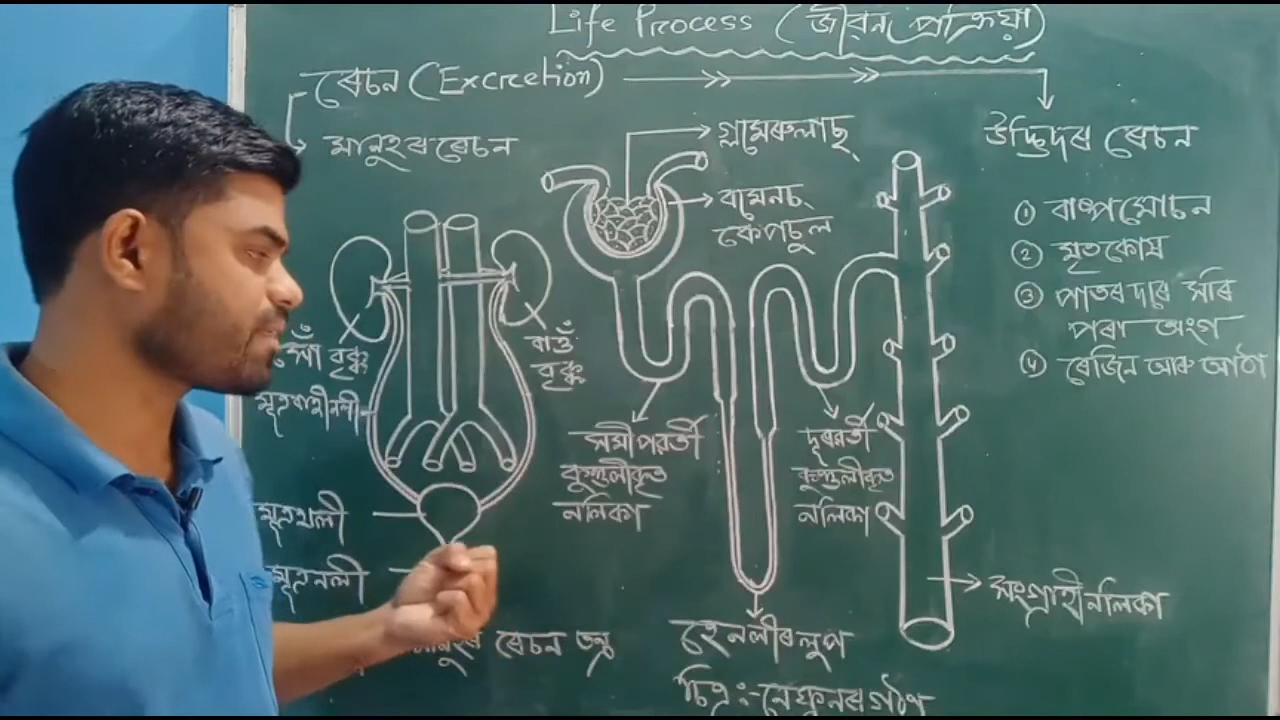 Life Process (জীৱন প্ৰক্ৰিয়া)
ৰেচন (Excretion)
মানুহৰ ৰেচন
সোঁ বৃক্ক
বাওঁ
বৃক্ক
মূত্ৰবাহী নলী
মূত্ৰথলী
মূত্ৰনলী
মানুহৰ ৰেচন তন্ত্ৰ
গ্লমেৰুলাছ্
বামেনচ্
কেপচুল
সমীপৱৰ্তী
কুণ্ডলীকৃত
নলিকা
দূৰৱৰ্তী
কুণ্ডলীকৃত
নলিকা
হেনলীৰ লুপ
চিত্ৰ:- নেফ্ৰনৰ গঠণ
সংগ্ৰাহী নলিকা
উদ্ভিদৰ ৰেচন
① বাষ্পমোচন
② মৃতকোষ
③ পাতৰ দৰে সৰি
পৰা অংগ
④ ৰেজিন আৰু আঠা